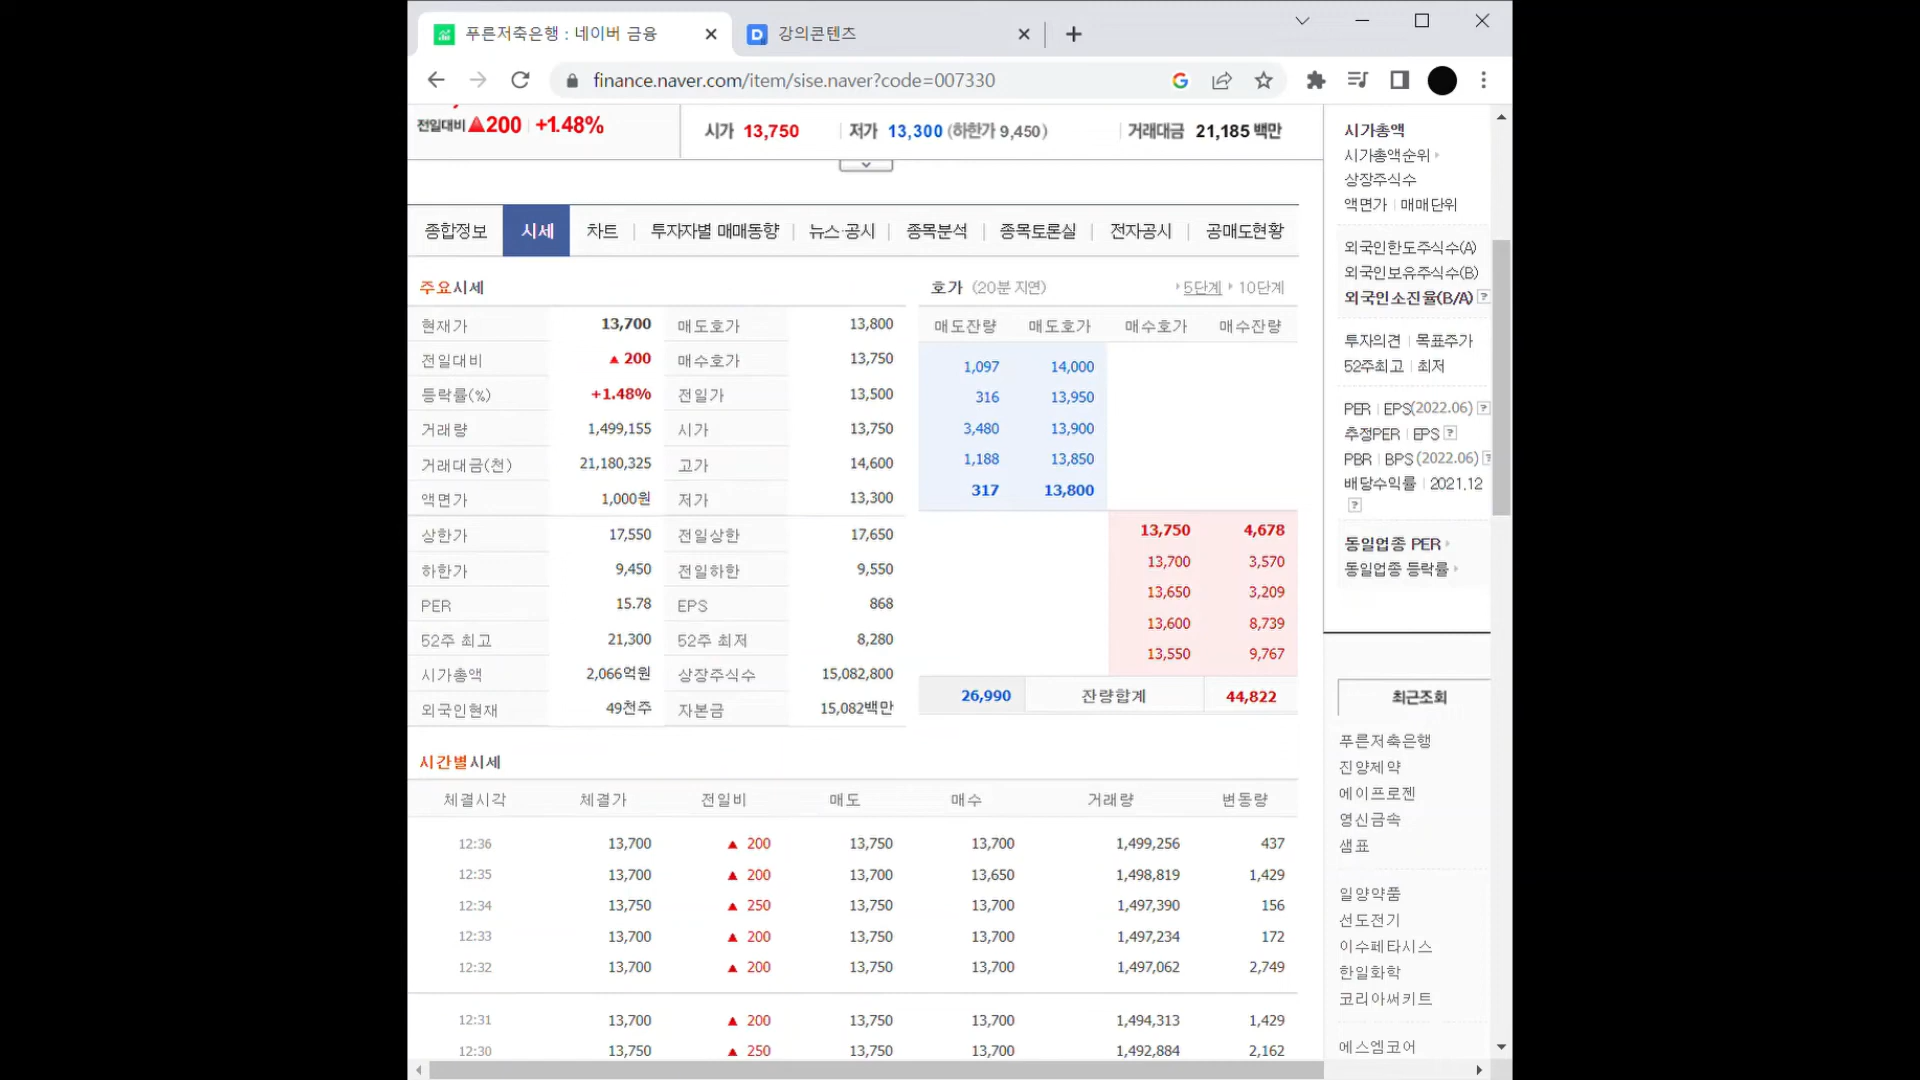 푸른저축은행 : 네이버 금융
강의콘텐츠
finance.naver.com/item/sise.naver?code=007330
전일대비 ▲200 +1.48%
시가 13,750 저가 13,300 (하한가 9,450) 거래대금 21,185 백만
종합정보 시세 차트 투자자별 매매동향 뉴스·공시 종목분석 종목토론실 전자공시 공매도현황
주요시세
현재가 13,700 매도호가 13,800
전일대비 ▲ 200 매수호가 13,750
등락률(%) +1.48% 전일가 13,500
거래량 1,499,155 시가 13,750
거래대금(천) 21,180,325 고가 14,600
액면가 1,000원 저가 13,300
상한가 17,550 전일상한 17,650
하한가 9,450 전일하한 9,550
PER 15.78 EPS 868
52주 최고 21,300 52주 최저 8,280
시가총액 2,066억원 상장주식수 15,082,800
외국인현재 49천주 자본금 15,082백만
호가 (20분 지연) 5단계 10단계
매도잔량 매도호가 매수호가 매수잔량
1,097 14,000
316 13,950
3,480 13,900
1,188 13,850
317 13,800
13,750 4,678
13,700 3,570
13,650 3,209
13,600 8,739
13,550 9,767
26,990 잔량합계 44,822
시간별시세
체결시각 체결가 전일비 매도 매수 거래량 변동량
12:36 13,700 ▲ 200 13,750 13,700 1,499,256 437
12:35 13,700 ▲ 200 13,700 13,650 1,498,819 1,429
12:34 13,750 ▲ 250 13,750 13,700 1,497,390 156
12:33 13,700 ▲ 200 13,750 13,700 1,497,234 172
12:32 13,700 ▲ 200 13,750 13,700 1,497,062 2,749
12:31 13,700 ▲ 200 13,750 13,700 1,494,313 1,429
12:30 13,750 ▲ 250 13,750 13,700 1,492,884 2,162
시가총액
시가총액순위
상장주식수
액면가 | 매매단위
외국인한도주식수(A)
외국인보유주식수(B)
외국인소진율(B/A) ?
투자의견 | 목표주가
52주최고 | 최저
PER | EPS(2022.06) ?
추정PER | EPS ?
PBR | BPS (2022.06) ?
배당수익률 | 2021.12
?
동일업종 PER
동일업종 등락률
최근조회
푸른저축은행
진양제약
에이프로젠
영신금속
샘표
일양약품
선도전기
이수페타시스
한일화학
코리아써키트
에스엠코어